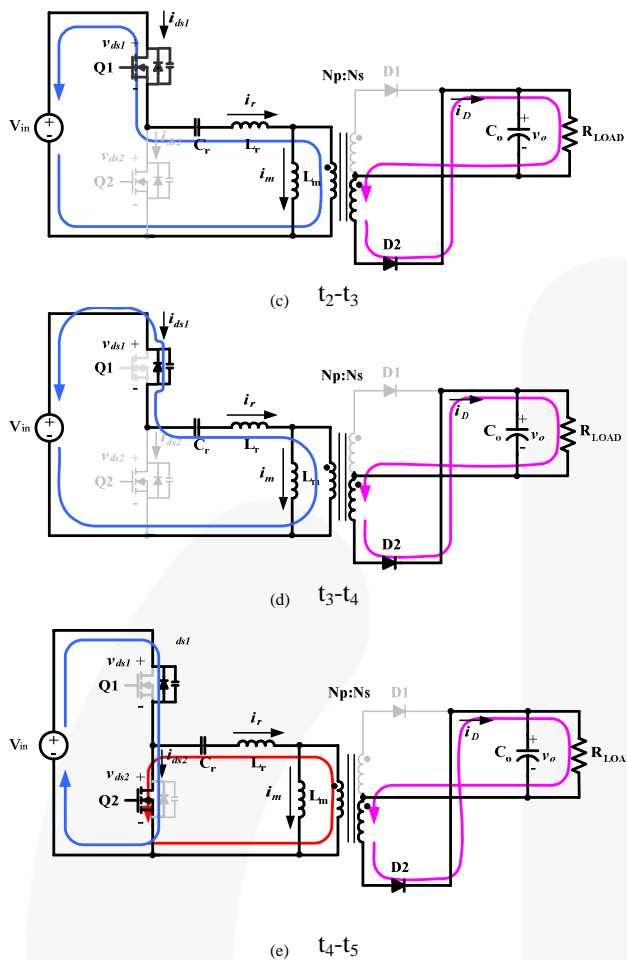 i_ds1
v_ds1 +
Q1
-
Np:Ns
D1
i_r
i_D
V_in
+
-
ds2
C_r
L_r
v_ds2 +
Q2
-
i_m
L_m
C_o
+
v_o
-
R_LOAD
D2
(c) t2-t3
i_ds1
v_ds1 +
Q1
-
Np:Ns
D1
i_r
i_D
V_in
+
-
i_ds2
C_r
L_r
v_ds2 +
Q2
-
i_m
L_m
C_o
+
v_o
-
R_LOAD
D2
(d) t3-t4
ds1
v_ds1 +
Q1
-
Np:Ns
D1
i_r
i_D
V_in
+
-
i_ds2
C_r
L_r
v_ds2 +
Q2
-
i_m
L_m
C_o
+
v_o
-
R_LOAD
D2
(e) t4-t5